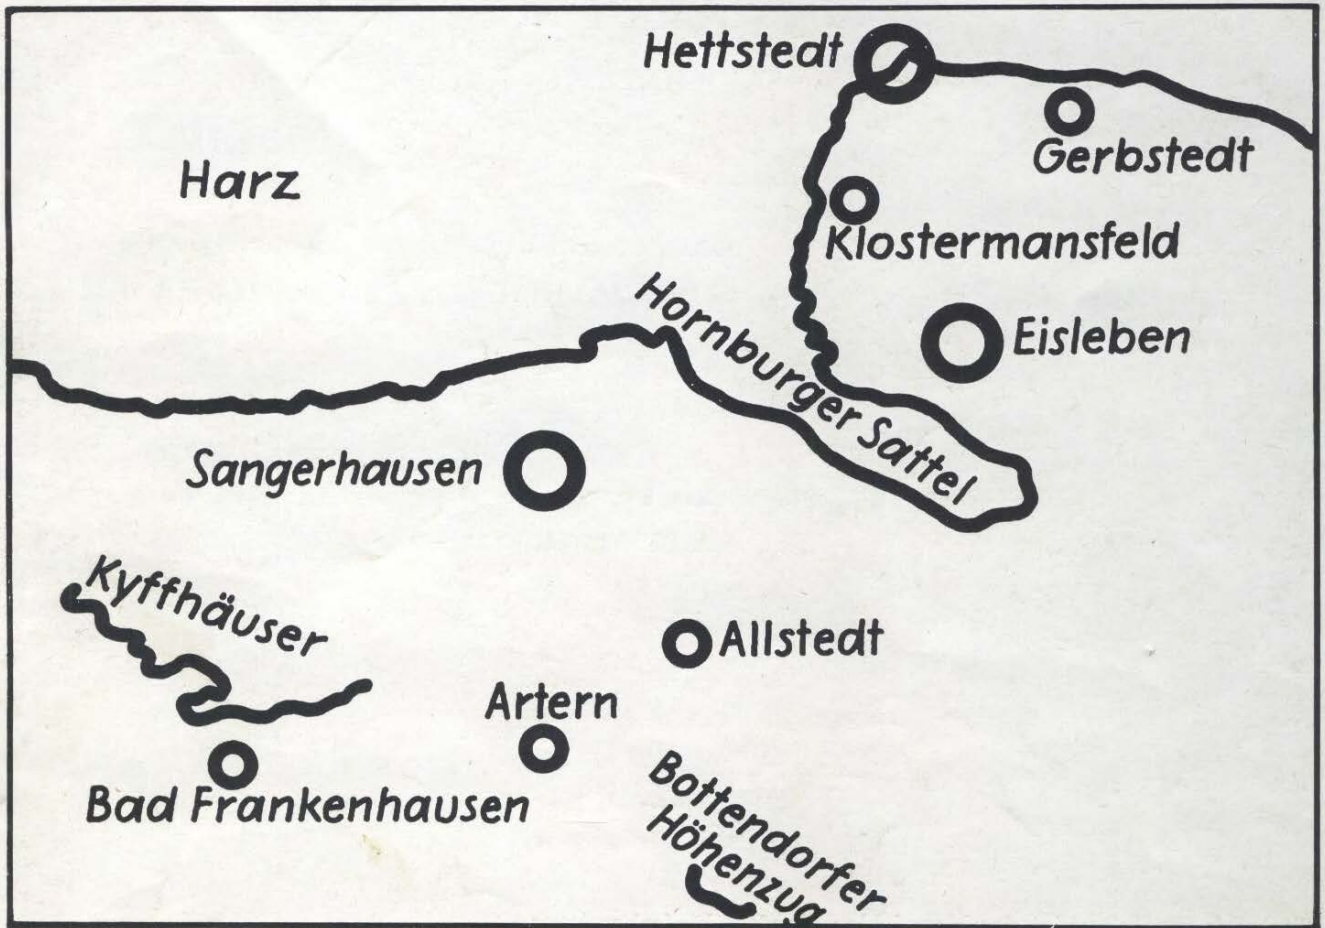 Hettstedt
Gerbstedt
Harz
Klostermansfeld
Hornburger Sattel
Eisleben
Sangerhausen
Kyffhäuser
Allstedt
Artern
Bad Frankenhausen
Bottendorfer
Höhenzug